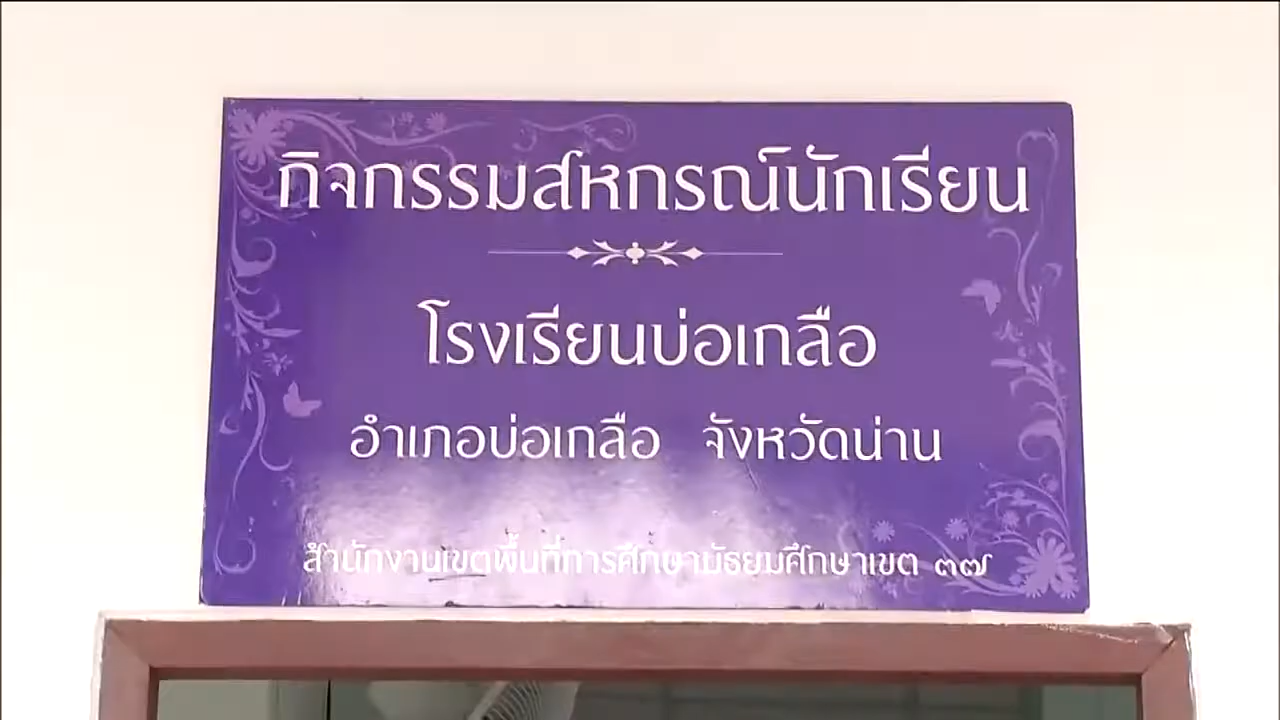 กิจกรรมสหกรณ์นักเรียน
โรงเรียนบ่อเกลือ
อำเภอบ่อเกลือ จังหวัดน่าน
สำนักงานเขตพื้นที่การศึกษามัธยมศึกษาเขต ๓๗